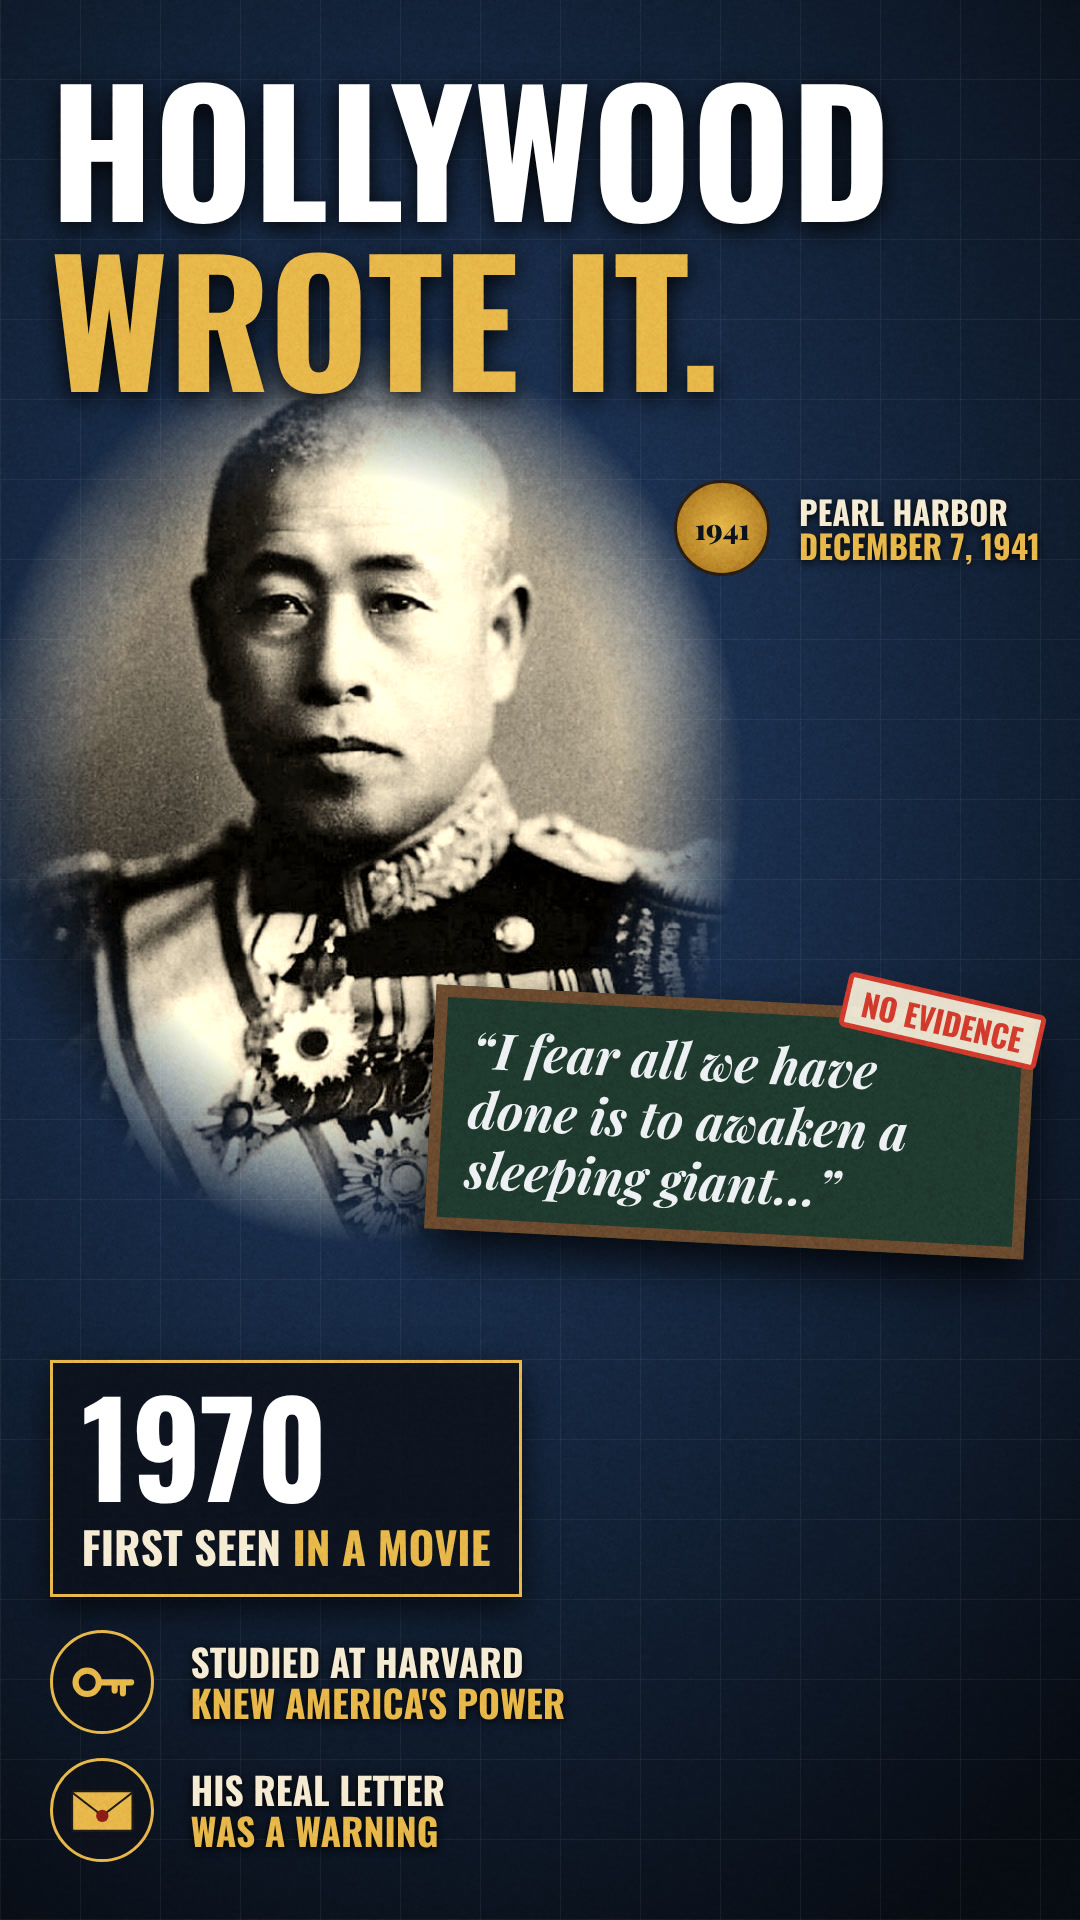 HOLLYWOOD
WROTE IT.
1941
PEARL HARBOR
DECEMBER 7, 1941
NO EVIDENCE
“I fear all we have
done is to awaken a
sleeping giant...”
1970
FIRST SEEN IN A MOVIE
STUDIED AT HARVARD
KNEW AMERICA'S POWER
HIS REAL LETTER
WAS A WARNING